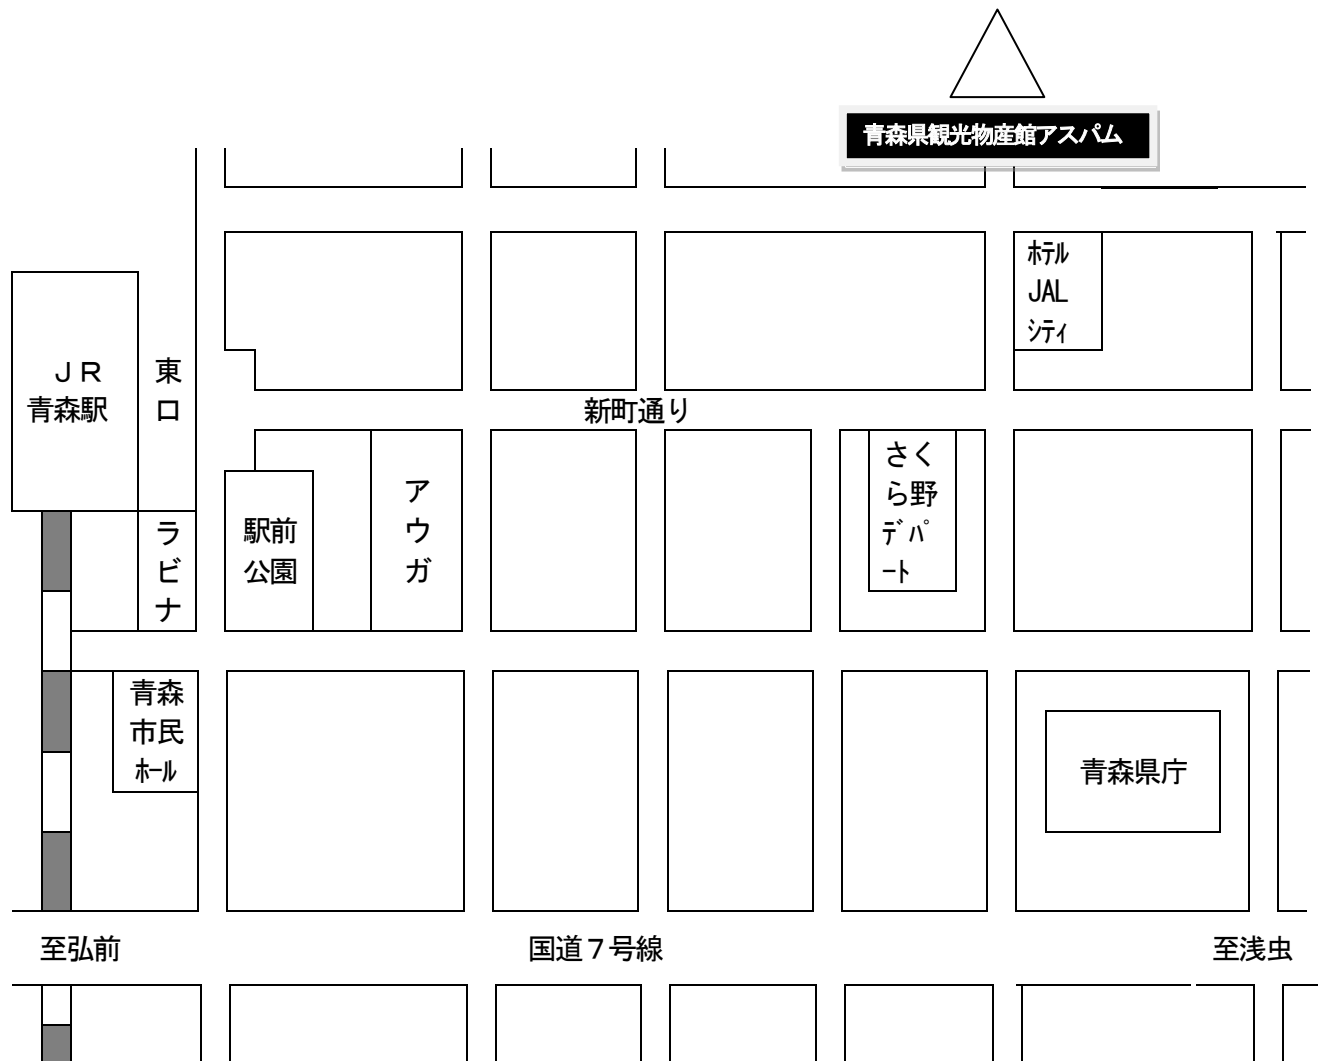 青森県観光物産館アスパム
ﾎﾃﾙ
JAL
ｼﾃｨ
ＪＲ
青森駅
東
口
新町通り
さく
ら野
ﾃﾞﾊﾟ
ｰﾄ
ア
ウ
ガ
駅前
公園
ラ
ビ
ナ
青森
市民
ﾎｰﾙ
青森県庁
至弘前
国道７号線
至浅虫